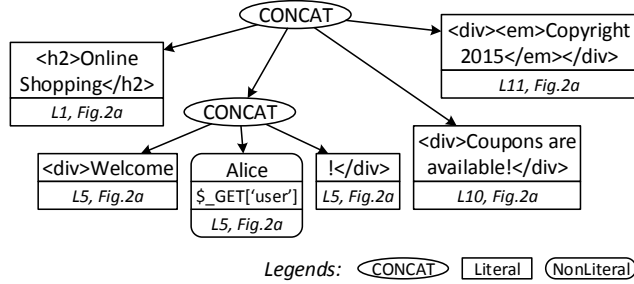 CONCAT
<h2>Online
Shopping</h2>
L1, Fig.2a
<div><em>Copyright
2015</em></div>
L11, Fig.2a
CONCAT
<div>Welcome
L5, Fig.2a
Alice
$_GET[‘user’]
L5, Fig.2a
!</div>
L5, Fig.2a
<div>Coupons are
available!</div>
L10, Fig.2a
Legends: CONCAT Literal NonLiteral